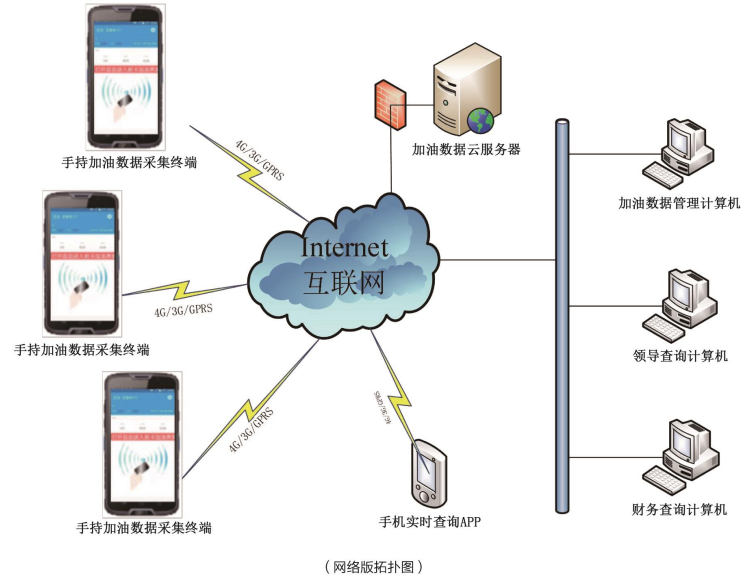 手持加油数据采集终端
4G/3G/GPRS
加油数据云服务器
加油数据管理计算机
Internet
互联网
手持加油数据采集终端
4G/3G/GPRS
领导查询计算机
手持加油数据采集终端
4G/3G/GPRS
4G/3G/GPRS
手机实时查询APP
财务查询计算机
（网络版拓扑图）